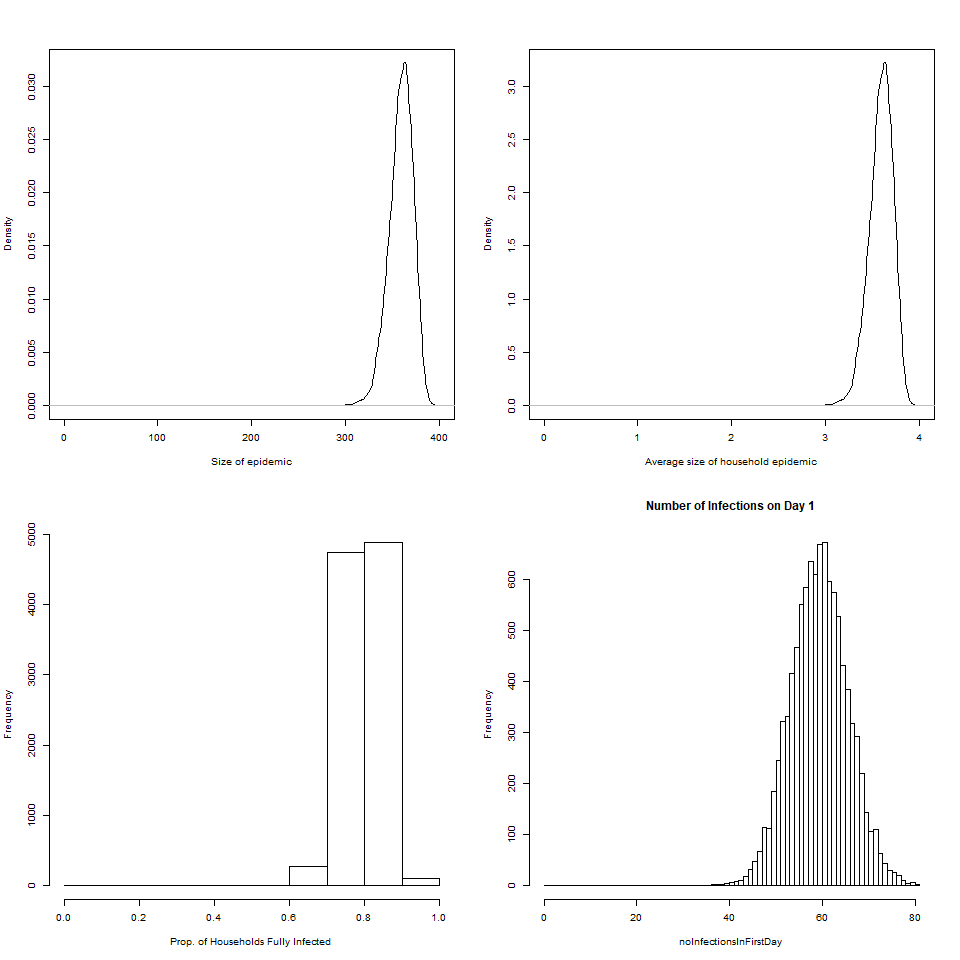 Density
0.000 0.005 0.010 0.015 0.020 0.025 0.030
0 100 200 300 400
Size of epidemic
Density
0.0 0.5 1.0 1.5 2.0 2.5 3.0
0 1 2 3 4
Average size of household epidemic
Frequency
0 1000 2000 3000 4000 5000
0.0 0.2 0.4 0.6 0.8 1.0
Prop. of Households Fully Infected
Number of Infections on Day 1
Frequency
0 100 200 300 400 500 600
0 20 40 60 80
noInfectionsInFirstDay